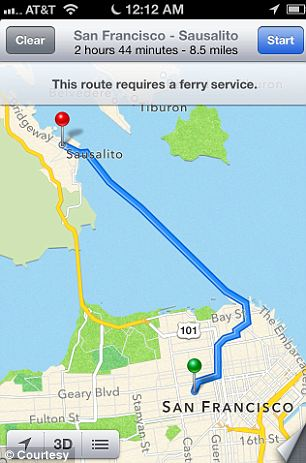 AT&T 12:12 AM
Clear
San Francisco - Sausalito
2 hours 44 minutes - 8.5 miles
Start
This route requires a ferry service.
Belvedere
Tiburon
Bridgeway
Sausalito
Bay St
The Embarcadero
101
Geary Blvd
SAN FRANCISCO
Fulton St
Stanyan St
16th St
3D
© Courtesy